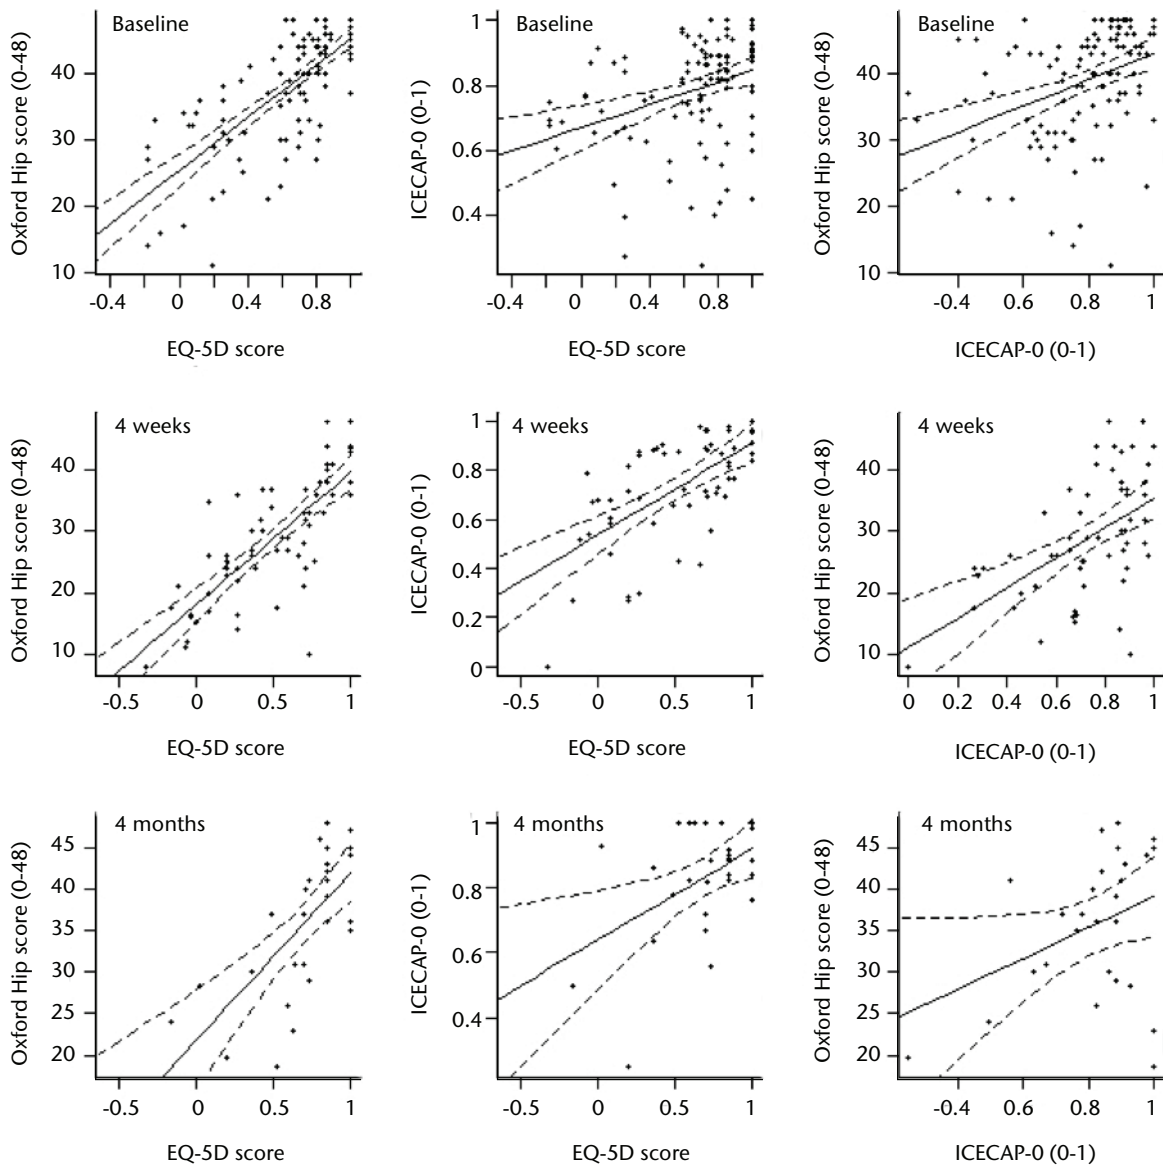 Baseline
Oxford Hip score (0-48)
40
30
20
10
-0.4 0 0.4 0.8
EQ-5D score
Baseline
ICECAP-0 (0-1)
1
0.8
0.6
0.4
-0.4 0 0.4 0.8
EQ-5D score
Baseline
Oxford Hip score (0-48)
40
30
20
10
-0.4 0.6 0.8 1
ICECAP-0 (0-1)
4 weeks
Oxford Hip score (0-48)
40
30
20
10
-0.5 0 0.5 1
EQ-5D score
4 weeks
ICECAP-0 (0-1)
1
0.8
0.6
0.4
0.2
0
-0.5 0 0.5 1
EQ-5D score
4 weeks
Oxford Hip score (0-48)
40
30
20
10
0 0.2 0.4 0.6 0.8 1
ICECAP-0 (0-1)
4 months
Oxford Hip score (0-48)
45
40
35
30
25
20
-0.5 0 0.5 1
EQ-5D score
4 months
ICECAP-0 (0-1)
1
0.8
0.6
0.4
-0.5 0 0.5 1
EQ-5D score
4 months
Oxford Hip score (0-48)
45
40
35
30
25
20
-0.4 0.6 0.8 1
ICECAP-0 (0-1)